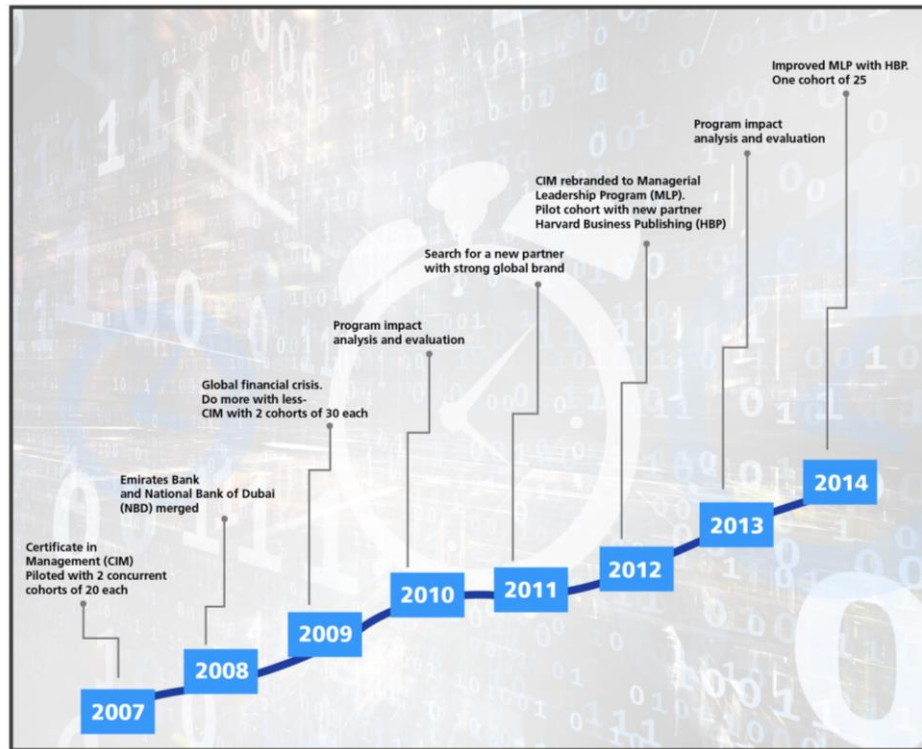 Improved MLP with HBP.
One cohort of 25
Program impact
analysis and evaluation
CIM rebranded to Managerial
Leadership Program (MLP).
Pilot cohort with new partner
Harvard Business Publishing (HBP)
Search for a new partner
with strong global brand
Program impact
analysis and evaluation
Global financial crisis.
Do more with less-
CIM with 2 cohorts of 30 each
Emirates Bank
and National Bank of Dubai
(NBD) merged
Certificate in
Management (CIM)
Piloted with 2 concurrent
cohorts of 20 each
2014
2013
2012
2011
2010
2009
2008
2007